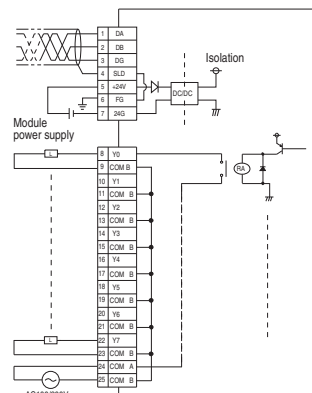 1 DA
2 DB
3 DG
4 SLD
5 +24V
6 FG
7 24G
Isolation
DC/DC
Module
power supply
L 8 Y0
9 COM B
10 Y1
11 COM B
12 Y2
13 COM B
14 Y3
15 COM B
16 Y4
17 COM B
18 Y5
19 COM B
20 Y6
21 COM B
L 22 Y7
23 COM B
24 COM A
25 COM B
RA